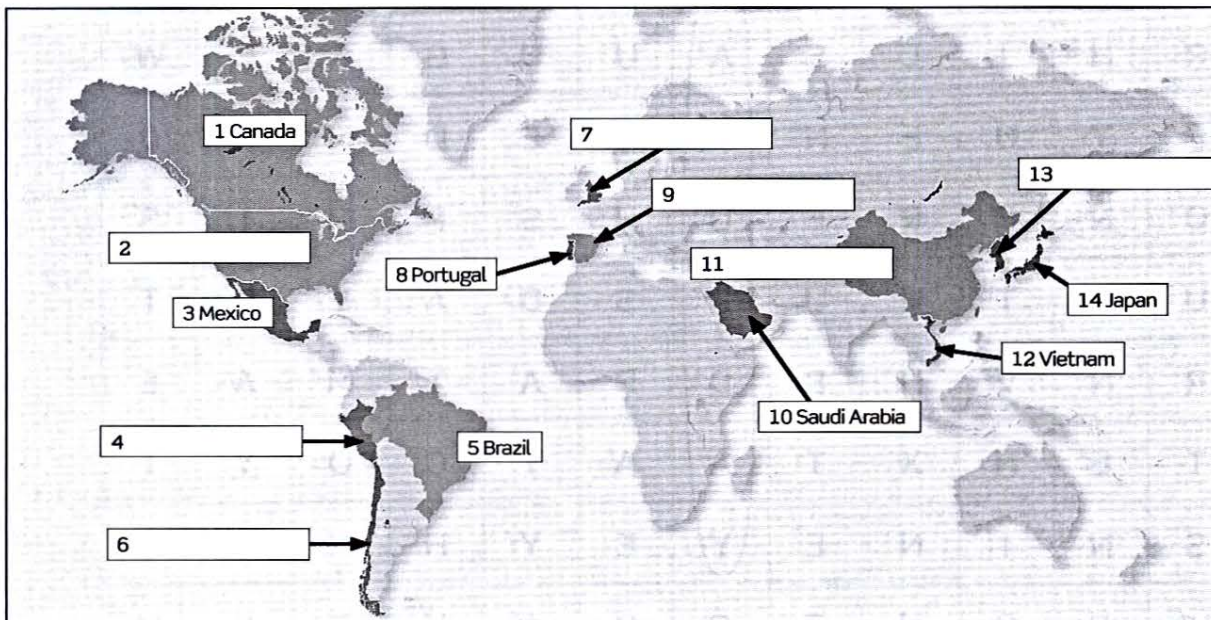 1 Canada
2
3 Mexico
4
5 Brazil
6
7
8 Portugal
9
10 Saudi Arabia
11
12 Vietnam
13
14 Japan